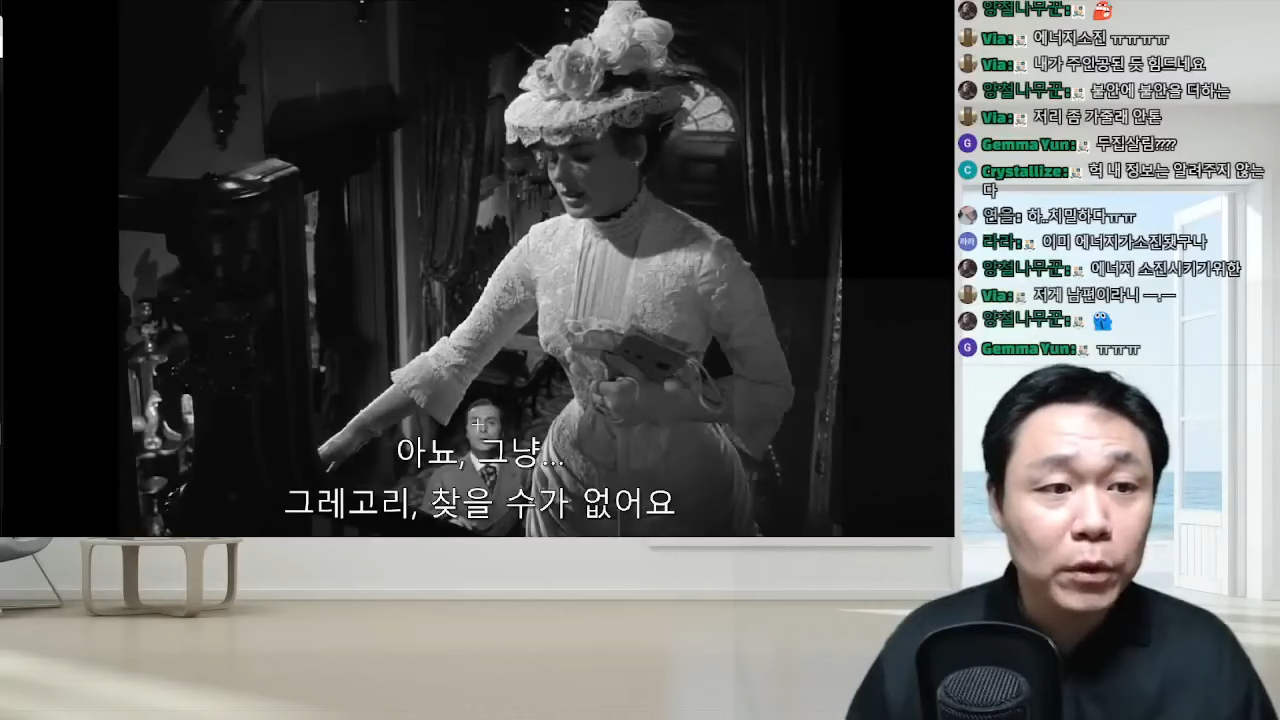 아뇨, 그냥...
그레고리, 찾을 수가 없어요
양철나무꾼:
Via: 에너지소진 ㅠㅠㅠㅠ
Via: 내가 주인공된 듯 힘드네요
양철나무꾼: 불안에 불안을 더하는
Via: 저리 좀 가줄래 안톤
G Gemma Yun: 두집살림????
C Crystallize: 헉 내 정보는 알려주지 않는
다
연을: 하..치밀하다ㅠㅠ
라라 라라: 이미 에너지가소진됏구나
양철나무꾼: 에너지 소진시키기위한
Via: 저게 남편이라니 ㅡ.ㅡ
양철나무꾼:
G Gemma Yun: ㅠㅠㅠ